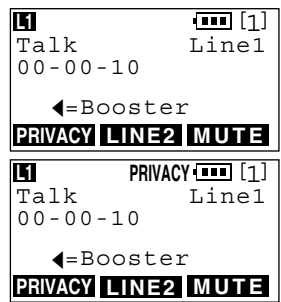 L1 [1]
Talk Line1
00-00-10
◀=Booster
PRIVACY LINE2 MUTE
L1 PRIVACY [1]
Talk Line1
00-00-10
◀=Booster
PRIVACY LINE2 MUTE